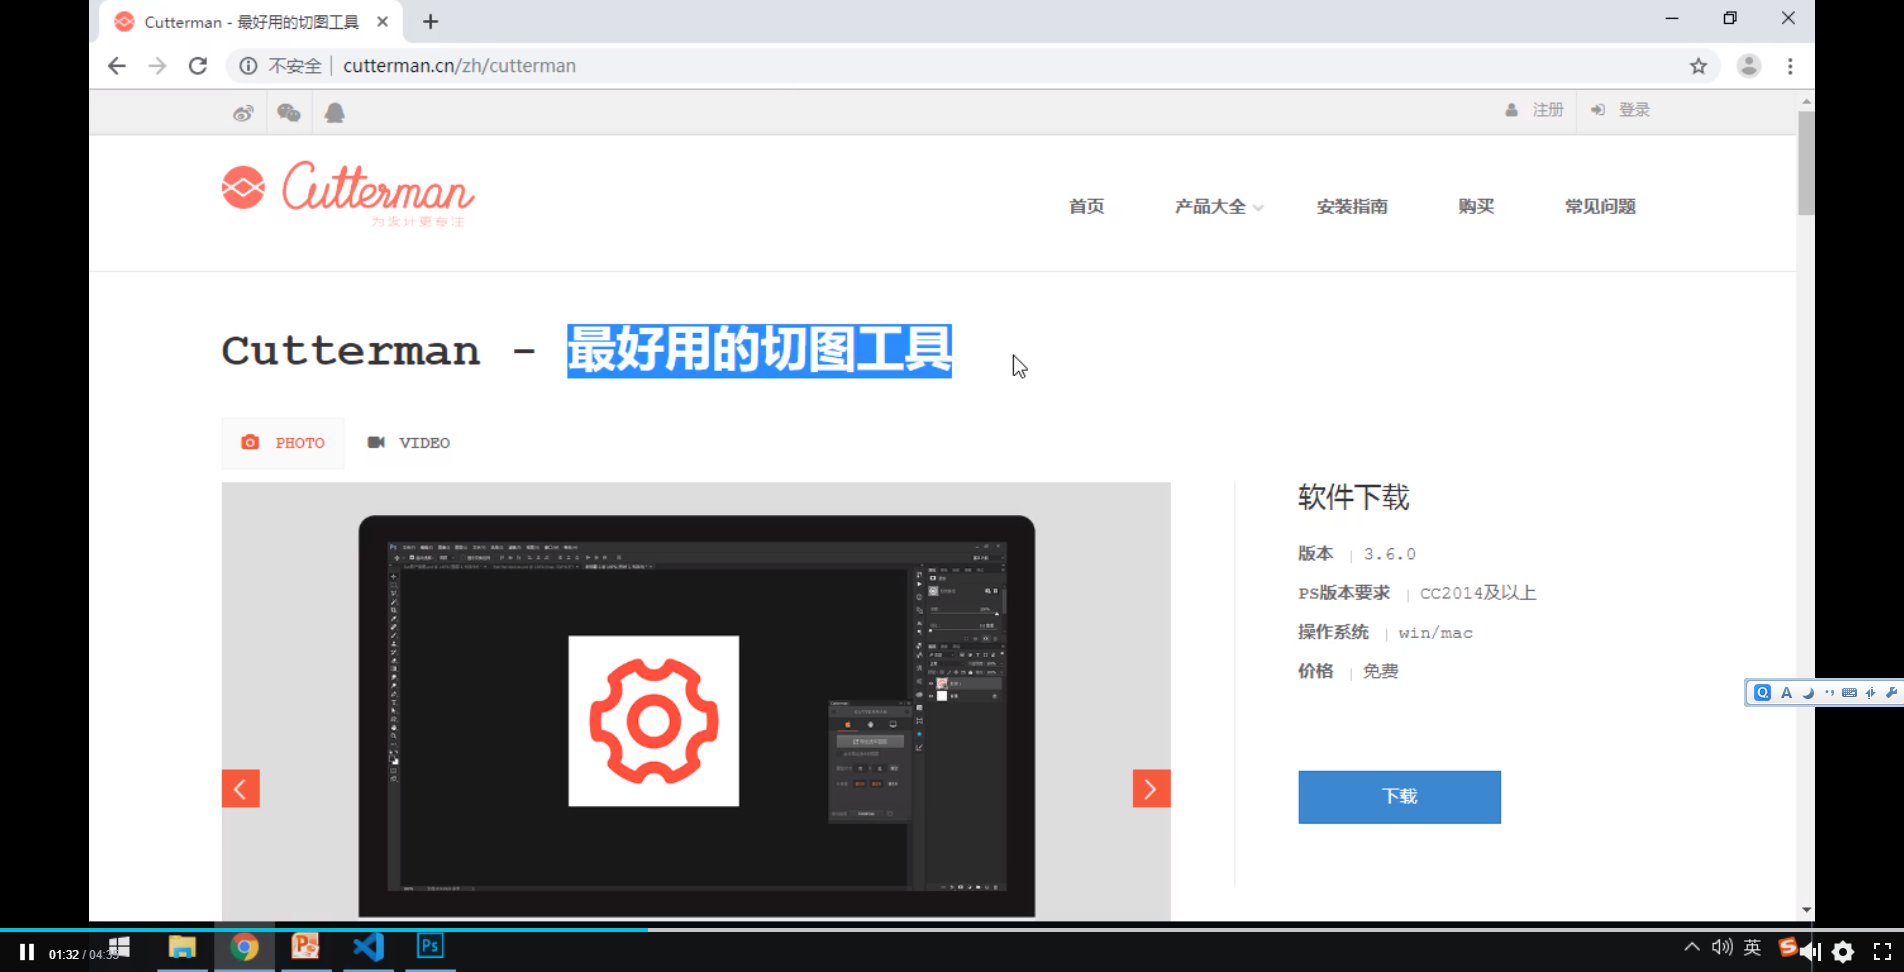 Cutterman - 最好用的切图工具
不安全 | cutterman.cn/zh/cutterman
注册 登录
Cutterman
为设计更专注
首页 产品大全 安装指南 购买 常见问题
Cutterman - 最好用的切图工具
PHOTO VIDEO
软件下载
版本 | 3.6.0
PS版本要求 | CC2014及以上
操作系统 | win/mac
价格 | 免费
下载
01:32 / 04:35
英